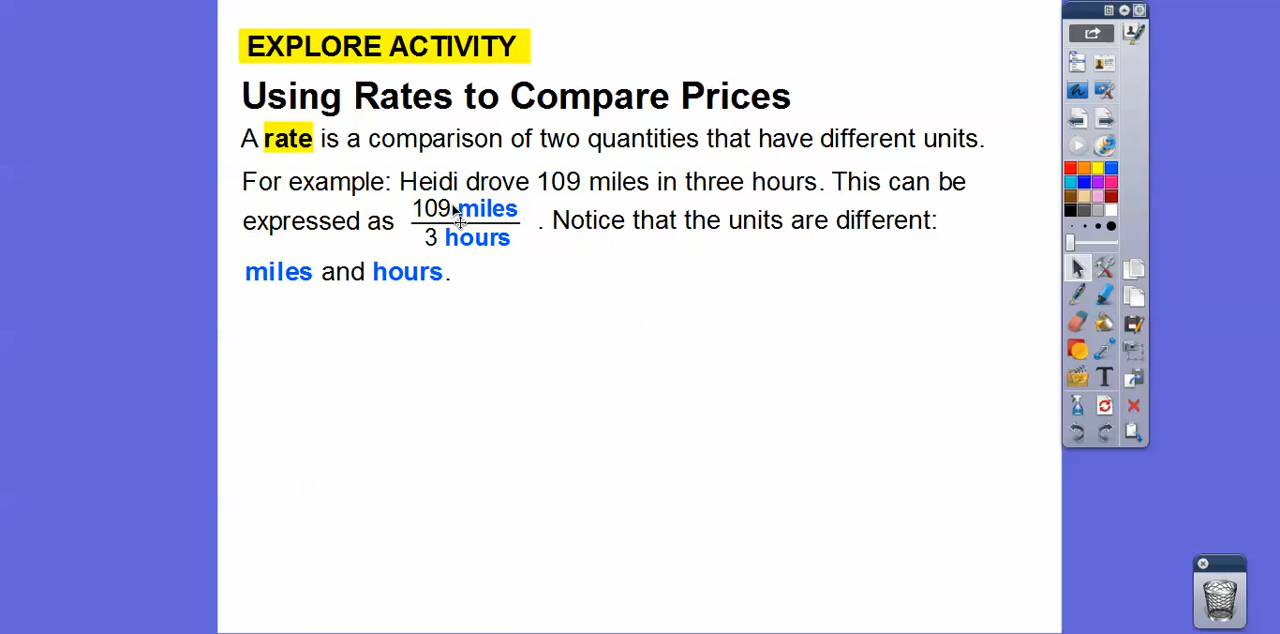 EXPLORE ACTIVITY
Using Rates to Compare Prices
A rate is a comparison of two quantities that have different units.
For example: Heidi drove 109 miles in three hours. This can be
expressed as 109 miles / 3 hours . Notice that the units are different:
miles and hours.